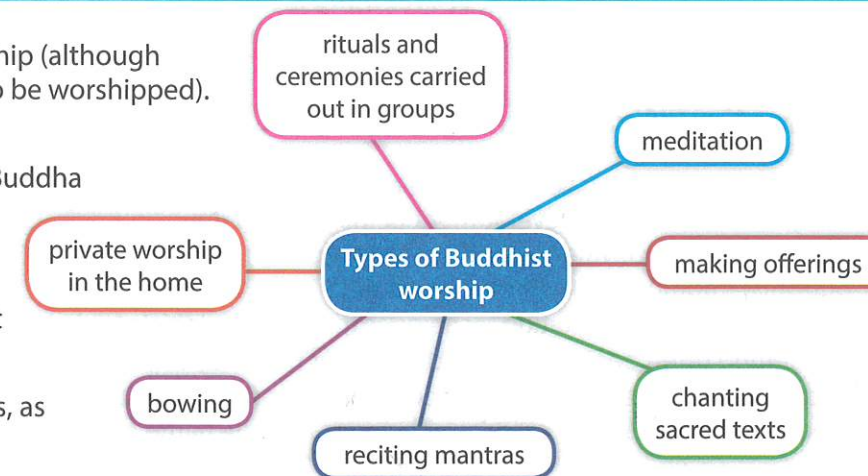 hip (although
o be worshipped).
Buddha
s, as
rituals and
ceremonies carried
out in groups
meditation
private worship
in the home
Types of Buddhist
worship
making offerings
bowing
chanting
sacred texts
reciting mantras